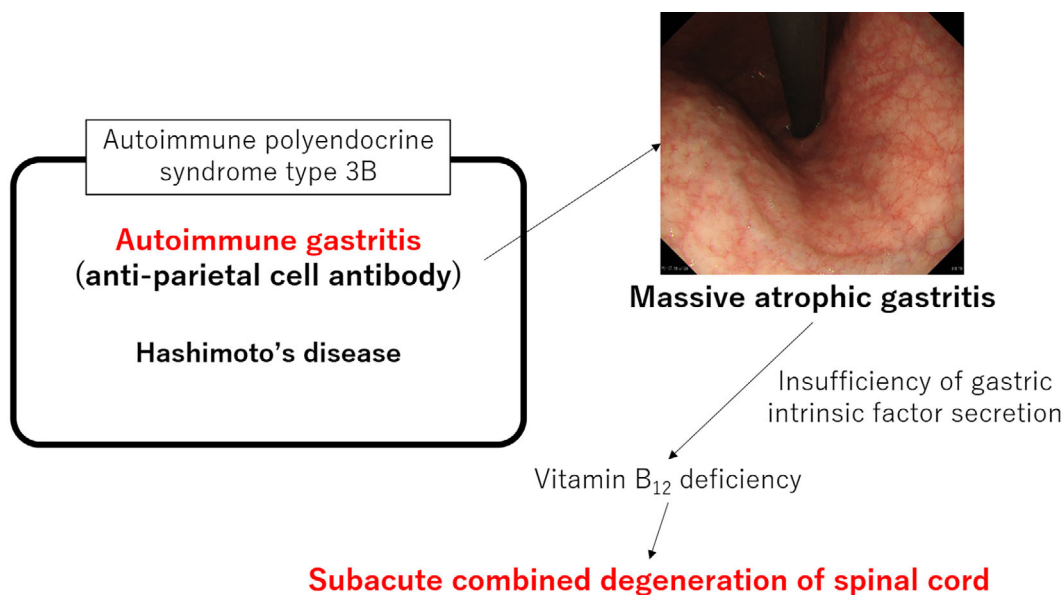 Autoimmune polyendocrine
syndrome type 3B
Autoimmune gastritis
(anti-parietal cell antibody)
Hashimoto’s disease
Massive atrophic gastritis
Insufficiency of gastric
intrinsic factor secretion
Vitamin B₁₂ deficiency
Subacute combined degeneration of spinal cord